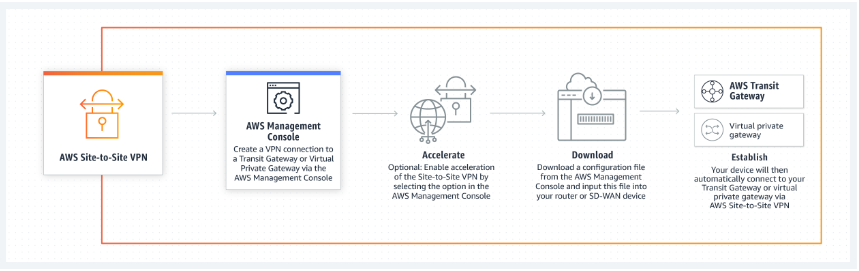 AWS Site-to-Site VPN
AWS Management
Console
Create a VPN connection to
a Transit Gateway or Virtual
Private Gateway via the
AWS Management Console
Accelerate
Optional: Enable acceleration
of the Site-to-Site VPN by
selecting the option in the
AWS Management Console
Download
Download a configuration file
from the AWS Management
Console and input this file into
your router or SD-WAN device
AWS Transit
Gateway
Virtual private
gateway
Establish
Your device will then
automatically connect to your
Transit Gateway or virtual
private gateway via
AWS Site-to-Site VPN